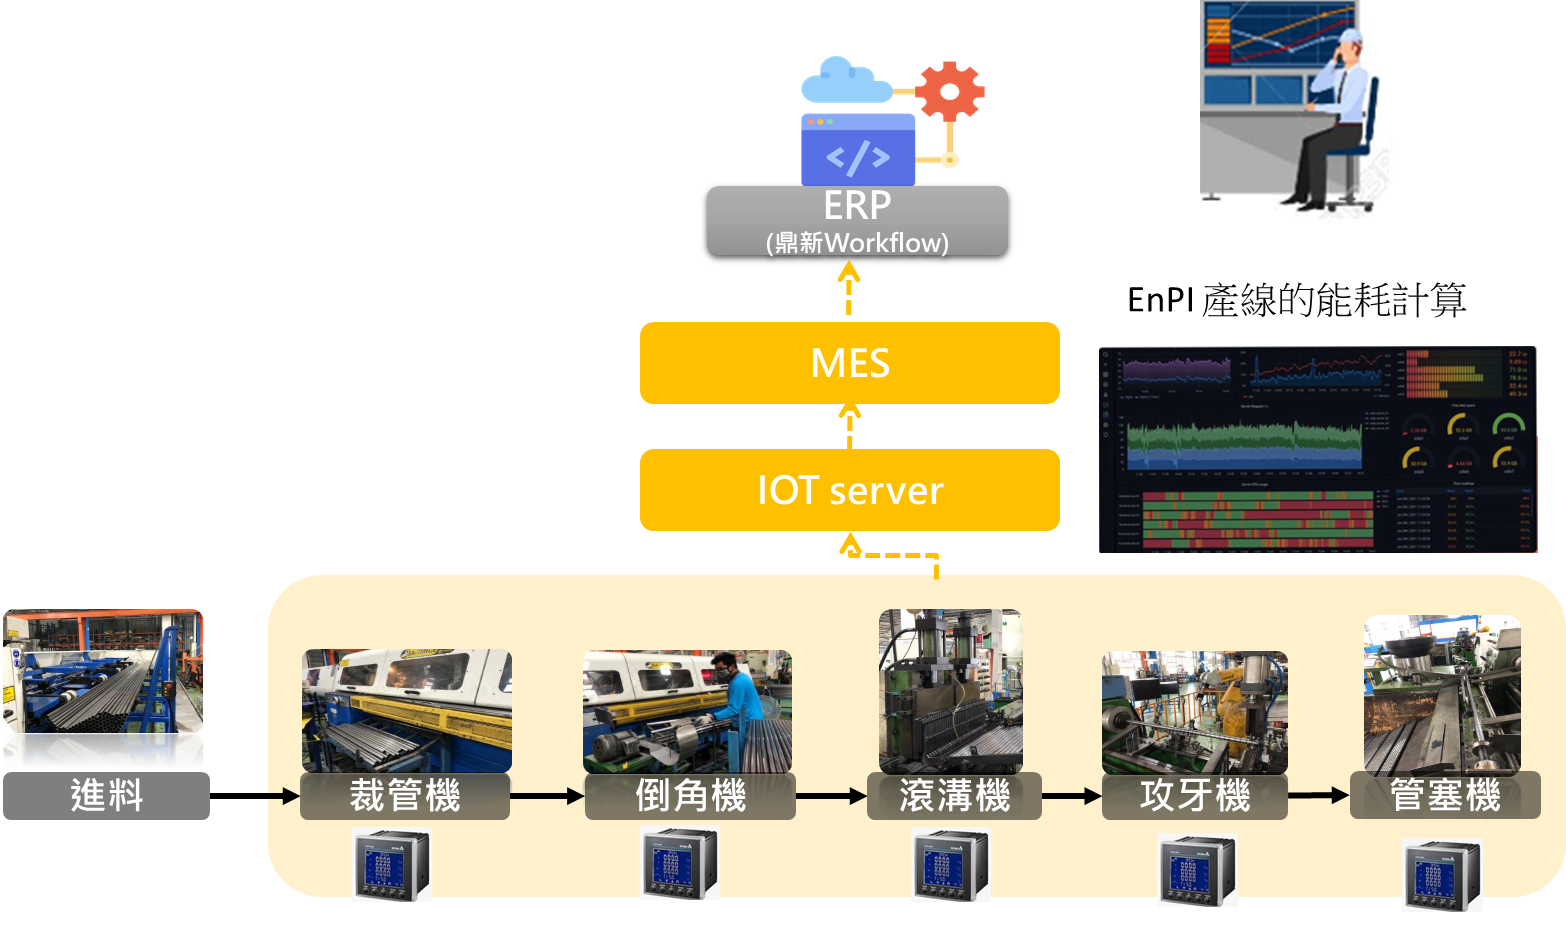 ERP
(鼎新Workflow)
MES
IOT server
EnPI 產線的能耗計算
進料
裁管機
倒角機
滾溝機
攻牙機
管塞機